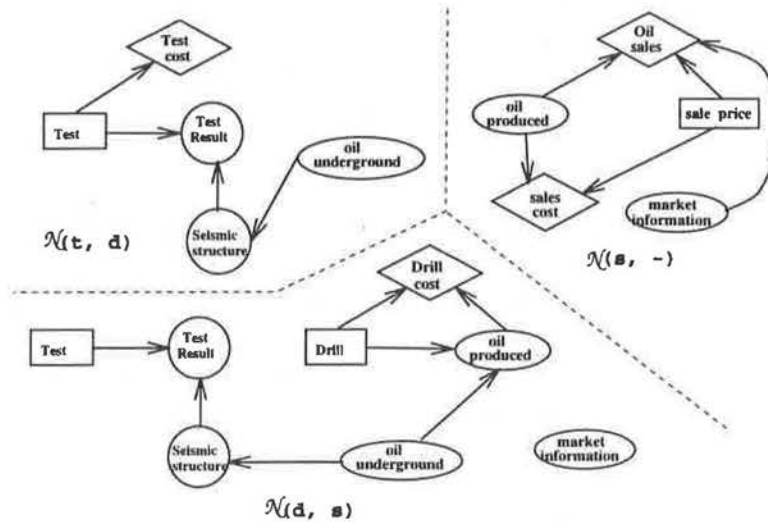 Test
cost
Test
Test
Result
oil
underground
Seismic
structure
N(t, d)
Oil
sales
oil
produced
sale price
sales
cost
market
information
N(s, -)
Drill
cost
Test
Test
Result
Drill
oil
produced
Seismic
structure
oil
underground
market
information
N(d, s)